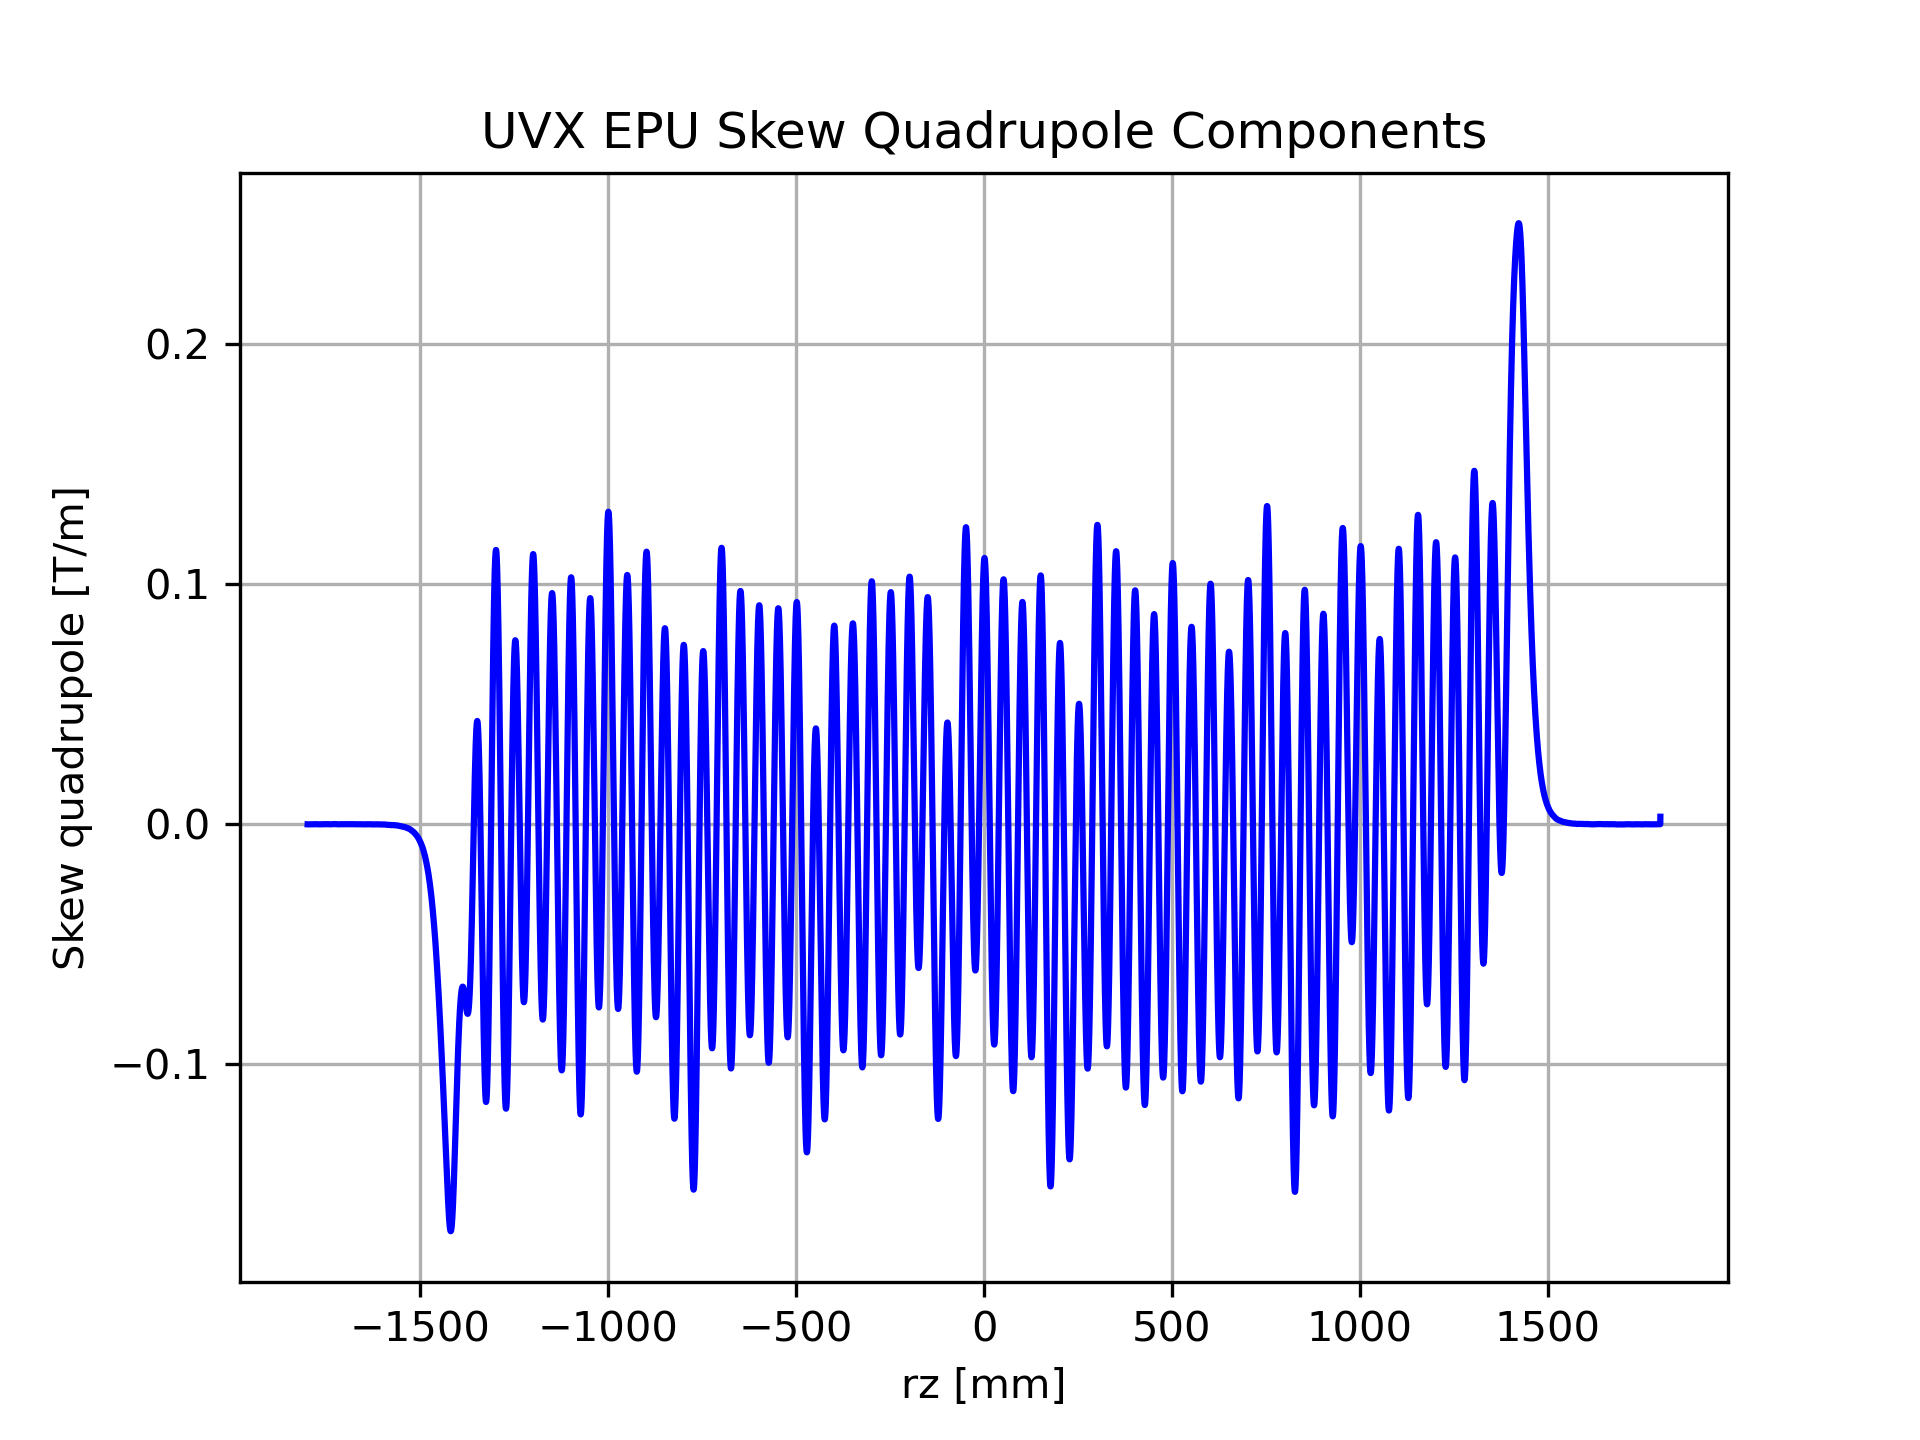 UVX EPU Skew Quadrupole Components
Skew quadrupole [T/m]
0.2
0.1
0.0
−0.1
−1500 −1000 −500 0 500 1000 1500
rz [mm]